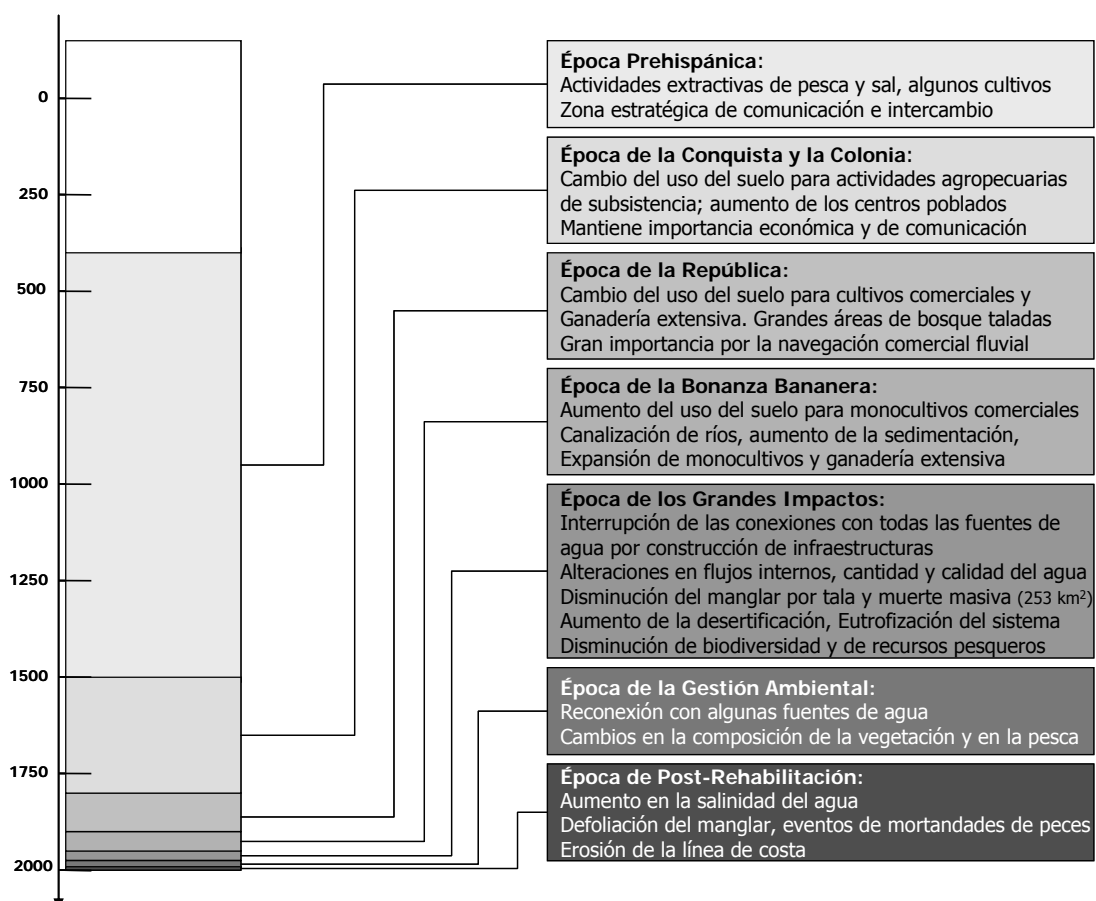 0
250
500
750
1000
1250
1500
1750
2000
Época Prehispánica:
Actividades extractivas de pesca y sal, algunos cultivos
Zona estratégica de comunicación e intercambio
Época de la Conquista y la Colonia:
Cambio del uso del suelo para actividades agropecuarias
de subsistencia; aumento de los centros poblados
Mantiene importancia económica y de comunicación
Época de la República:
Cambio del uso del suelo para cultivos comerciales y
Ganadería extensiva. Grandes áreas de bosque taladas
Gran importancia por la navegación comercial fluvial
Época de la Bonanza Bananera:
Aumento del uso del suelo para monocultivos comerciales
Canalización de ríos, aumento de la sedimentación,
Expansión de monocultivos y ganadería extensiva
Época de los Grandes Impactos:
Interrupción de las conexiones con todas las fuentes de
agua por construcción de infraestructuras
Alteraciones en flujos internos, cantidad y calidad del agua
Disminución del manglar por tala y muerte masiva (253 km²)
Aumento de la desertificación, Eutrofización del sistema
Disminución de biodiversidad y de recursos pesqueros
Época de la Gestión Ambiental:
Reconexión con algunas fuentes de agua
Cambios en la composición de la vegetación y en la pesca
Época de Post-Rehabilitación:
Aumento en la salinidad del agua
Defoliación del manglar, eventos de mortandades de peces
Erosión de la línea de costa